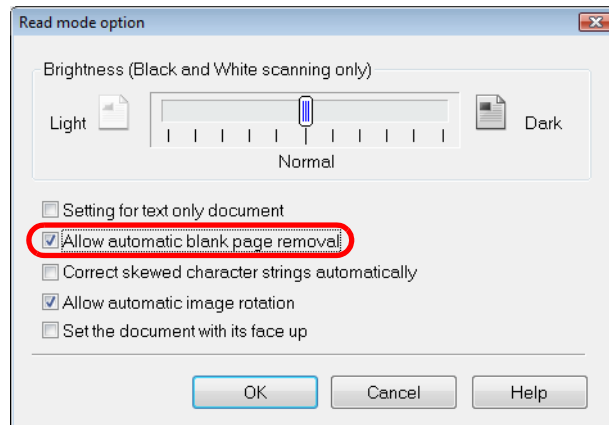 Read mode option
Brightness (Black and White scanning only)
Light
Dark
Normal
Setting for text only document
Allow automatic blank page removal
Correct skewed character strings automatically
Allow automatic image rotation
Set the document with its face up
OK Cancel Help